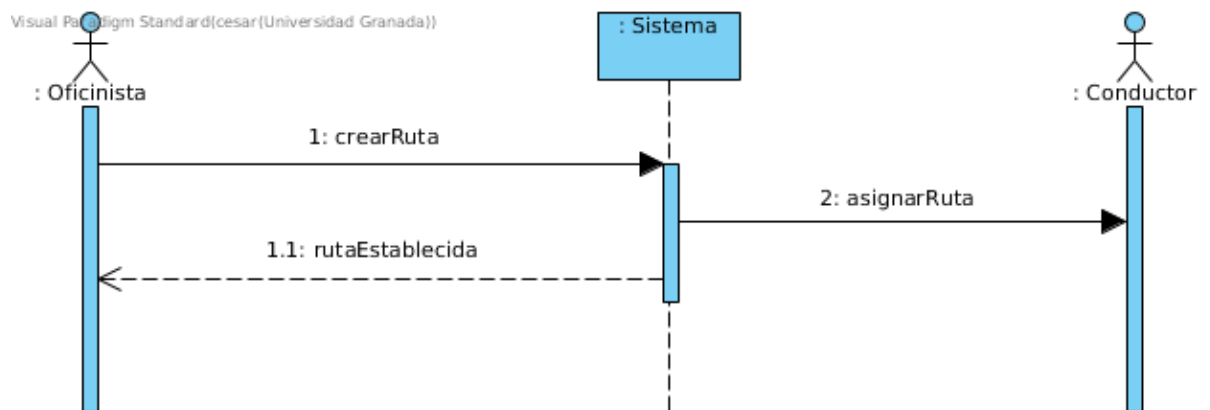 Visual Paradigm Standard(cesar(Universidad Granada))
: Sistema
: Oficinista
: Conductor
1: crearRuta
2: asignarRuta
1.1: rutaEstablecida